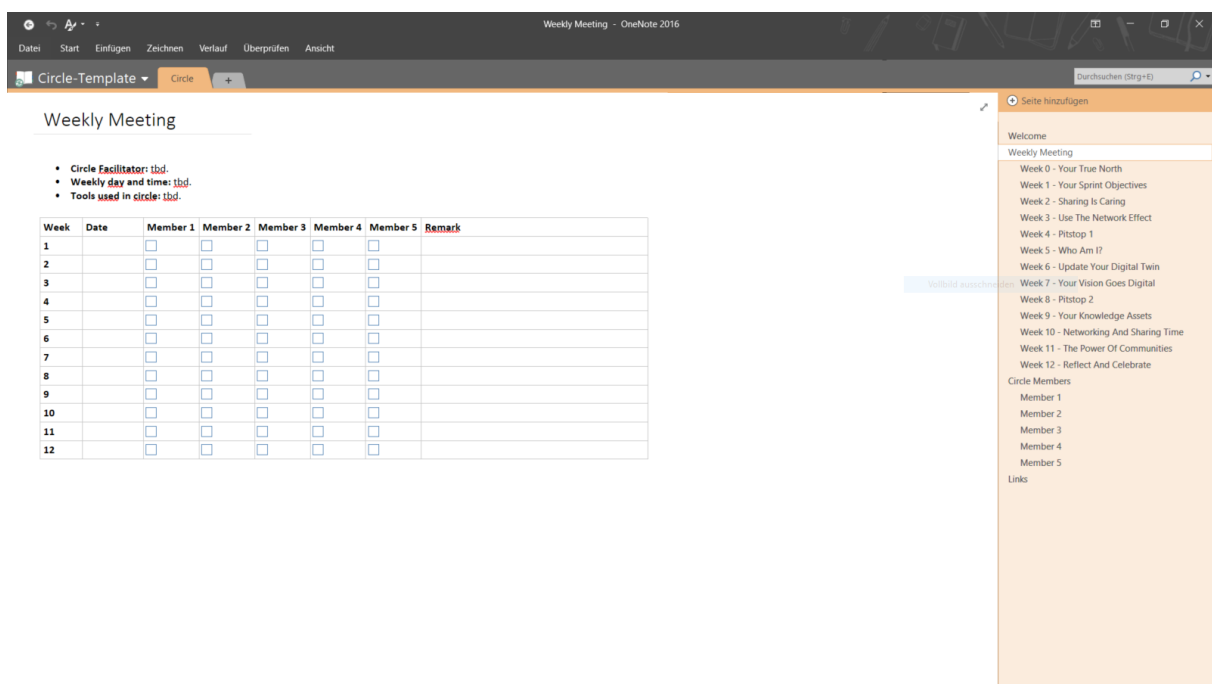 Weekly Meeting - OneNote 2016
Datei Start Einfügen Zeichnen Verlauf Überprüfen Ansicht
Circle-Template Circle +
Durchsuchen (Strg+E)
Seite hinzufügen
Weekly Meeting
• Circle Facilitator: tbd.
• Weekly day and time: tbd.
• Tools used in circle: tbd.
Week Date Member 1 Member 2 Member 3 Member 4 Member 5 Remark
1
2
3
4
5
6
7
8
9
10
11
12
Vollbild ausschneiden
Welcome
Weekly Meeting
Week 0 - Your True North
Week 1 - Your Sprint Objectives
Week 2 - Sharing Is Caring
Week 3 - Use The Network Effect
Week 4 - Pitstop 1
Week 5 - Who Am I?
Week 6 - Update Your Digital Twin
Week 7 - Your Vision Goes Digital
Week 8 - Pitstop 2
Week 9 - Your Knowledge Assets
Week 10 - Networking And Sharing Time
Week 11 - The Power Of Communities
Week 12 - Reflect And Celebrate
Circle Members
Member 1
Member 2
Member 3
Member 4
Member 5
Links